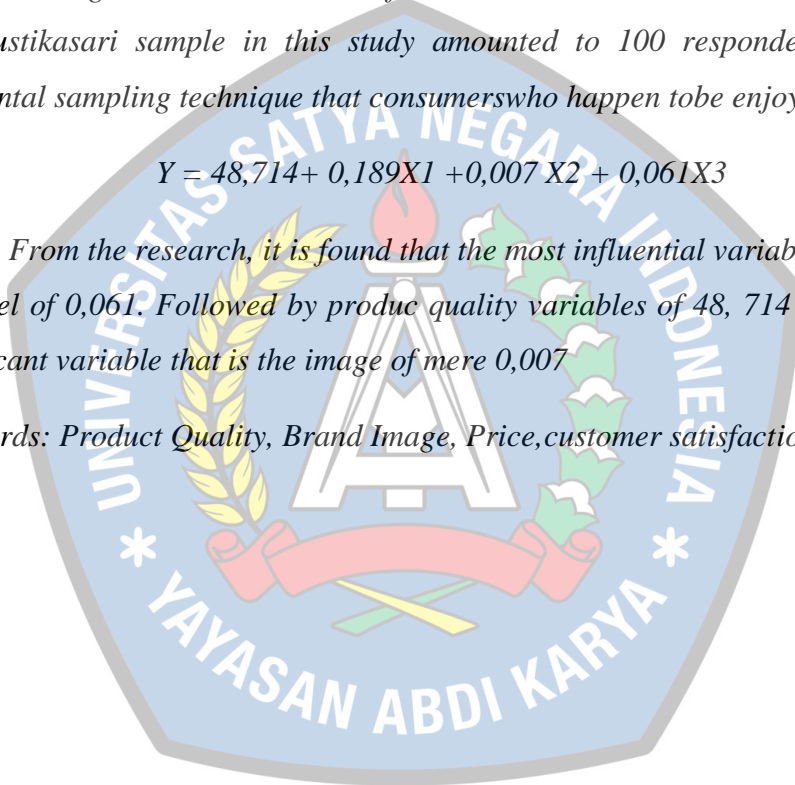 ustikasari sample in this study amounted to 100 responde
ntal sampling technique that consumerswho happen tobe enjoy
Y = 48,714+ 0,189X1 +0,007 X2 + 0,061X3
From the research, it is found that the most influential variab
el of 0,061. Followed by produc quality variables of 48, 714
cant variable that is the image of mere 0,007
rds: Product Quality, Brand Image, Price,customer satisfactio
UNIVERSITAS SATYA NEGARA INDONESIA
* YAYASAN ABDI KARYA *